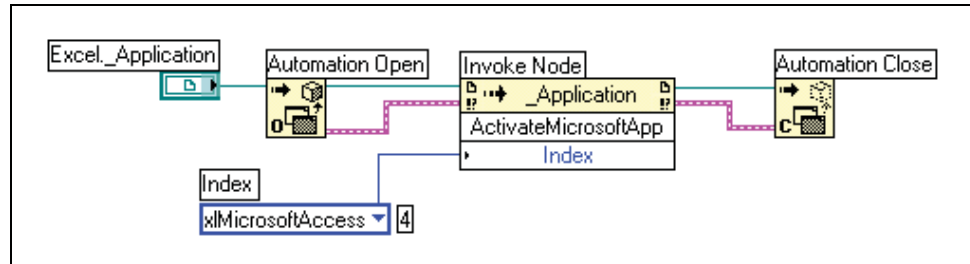 Excel._Application
Automation Open
Invoke Node
Automation Close
_Application
ActivateMicrosoftApp
Index
Index
xlMicrosoftAccess 4
O
C